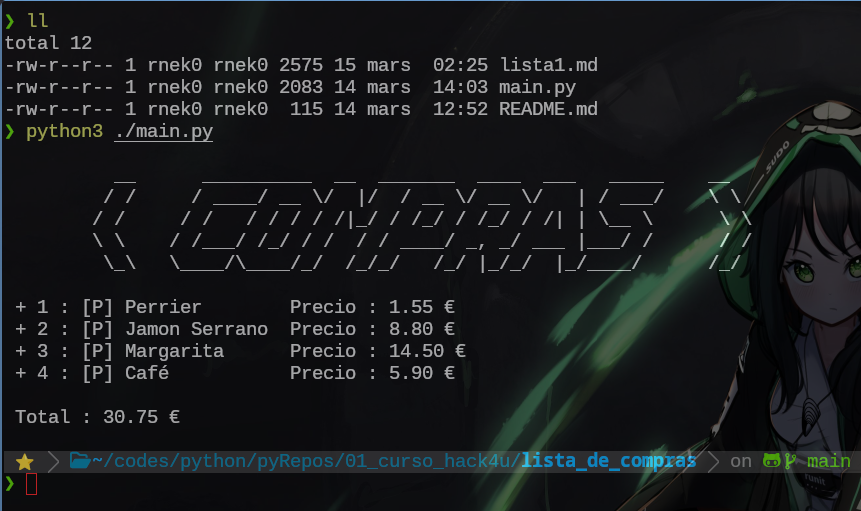 ❯ ll
total 12
-rw-r--r-- 1 rnek0 rnek0 2575 15 mars  02:25 lista1.md
-rw-r--r-- 1 rnek0 rnek0 2083 14 mars  14:03 main.py
-rw-r--r-- 1 rnek0 rnek0  115 14 mars  12:52 README.md
❯ python3 ./main.py
< COMPRAS >
+ 1 : [P] Perrier        Precio : 1.55 €
+ 2 : [P] Jamon Serrano  Precio : 8.80 €
+ 3 : [P] Margarita      Precio : 14.50 €
+ 4 : [P] Café           Precio : 5.90 €
Total : 30.75 €
~/codes/python/pyRepos/01_curso_hack4u/lista_de_compras on main
❯
SUDO
runit